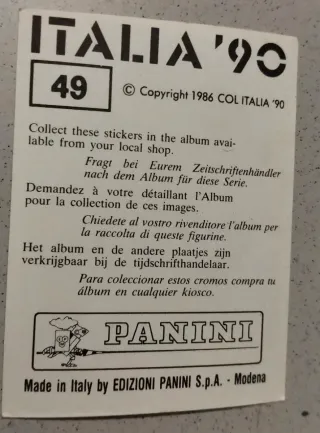 ITALIA '90
49
© Copyright 1986 COL ITALIA '90
Collect these stickers in the album avai-
lable from your local shop.
Fragt bei Eurem Zeitschriftenhändler
nach dem Album für diese Serie.
Demandez à votre détaillant l'Album
pour la collection de ces images.
Chiedete al vostro rivenditore l'album per
la raccolta di queste figurine.
Het album en de andere plaatjes zijn
verkrijgbaar bij de tijdschrifthandelaar.
Para coleccionar estos cromos compra tu
álbum en cualquier kiosco.
PANINI
Made in Italy by EDIZIONI PANINI S.p.A. - Modena